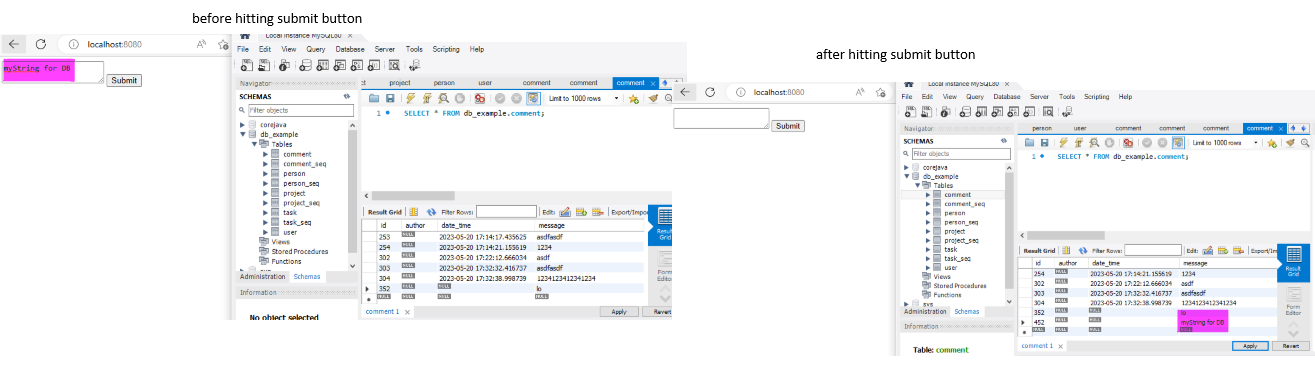 before hitting submit button
Local instance MySQL80
localhost:8080
File Edit View Query Database Server Tools Scripting Help
myString for DB
Submit
Navigator
SCHEMAS
Filter objects
corejava
db_example
Tables
comment
comment_seq
person
person_seq
project
project_seq
task
task_seq
user
Views
Stored Procedures
Functions
sys
Administration Schemas
Information
No object selected
project person user comment comment comment
Limit to 1000 rows
1 SELECT * FROM db_example.comment;
Result Grid Filter Rows: Edit: Export/Impo
id author date_time message
253 NULL 2023-05-20 17:14:17.435625 asdfasdf
254 NULL 2023-05-20 17:14:21.155619 1234
302 NULL 2023-05-20 17:22:12.666034 asdf
303 NULL 2023-05-20 17:32:32.416737 asdfasdf
304 NULL 2023-05-20 17:32:38.998739 1234123412341234
352 NULL NULL lo
NULL NULL NULL NULL
Result
Grid
Form
Editor
comment 1
Apply Revert
after hitting submit button
Local instance MySQL80
localhost:8080
File Edit View Query Database Server Tools Scripting Help
Submit
Navigator
SCHEMAS
Filter objects
corejava
db_example
Tables
comment
comment_seq
person
person_seq
project
project_seq
task
task_seq
user
Views
Stored Procedures
Functions
sys
Administration Schemas
Information
Table: comment
person user comment comment comment comment
Limit to 1000 rows
1 SELECT * FROM db_example.comment;
Result Grid Filter Rows: Edit: Export/Im
id author date_time message
254 NULL 2023-05-20 17:14:21.155619 1234
302 NULL 2023-05-20 17:22:12.666034 asdf
303 NULL 2023-05-20 17:32:32.416737 asdfasdf
304 NULL 2023-05-20 17:32:38.998739 1234123412341234
352 NULL NULL lo
452 NULL NULL myString for DB
NULL NULL NULL NULL
Result
Grid
Form
Editor
comment 1
Apply Revert